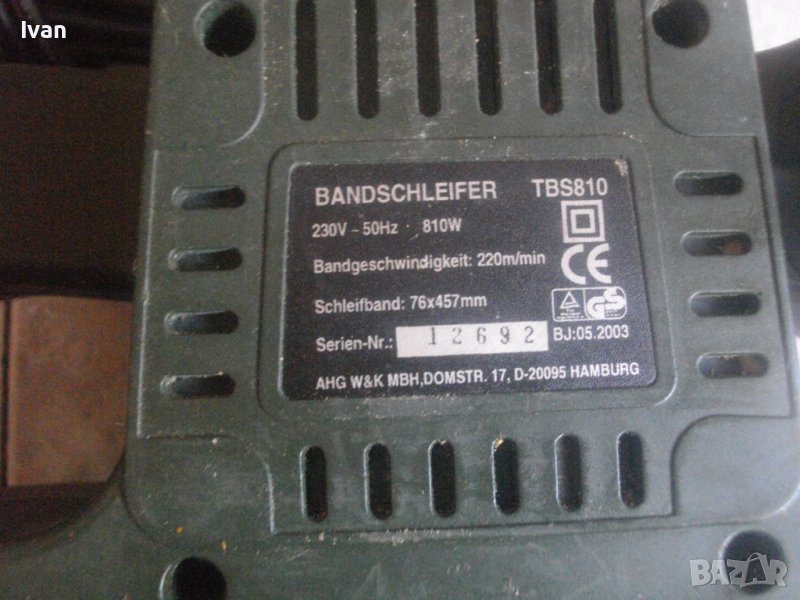 Ivan
BANDSCHLEIFER TBS810
230V ~ 50Hz · 810W
Bandgeschwindigkeit: 220m/min
Schleifband: 76x457mm
Serien-Nr.: 12692 BJ:05.2003
AHG W&K MBH,DOMSTR. 17, D-20095 HAMBURG
CE
GS
BAZAR